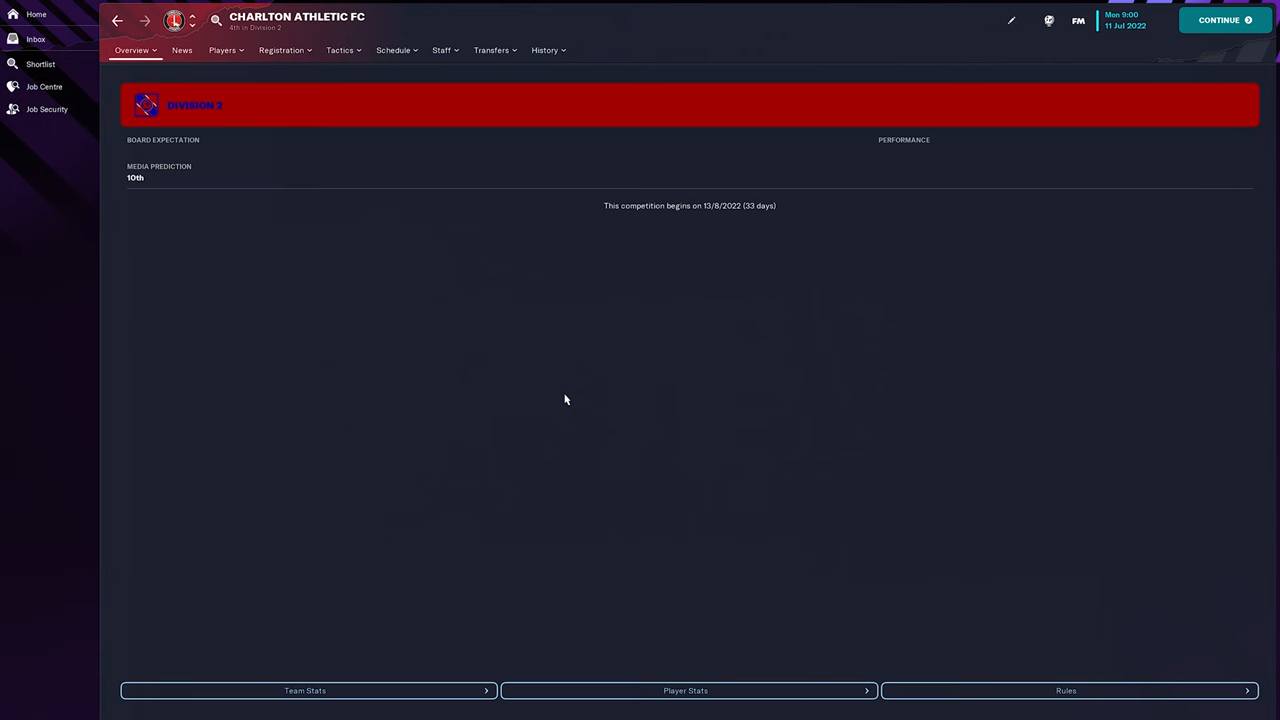 Home
Inbox
Shortlist
Job Centre
Job Security
CHARLTON ATHLETIC FC
4th in Division 2
FM
Mon 9:00
11 Jul 2022
CONTINUE
Overview
News
Players
Registration
Tactics
Schedule
Staff
Transfers
History
DIVISION 2
BOARD EXPECTATION
PERFORMANCE
MEDIA PREDICTION
10th
This competition begins on 13/8/2022 (33 days)
Team Stats
Player Stats
Rules